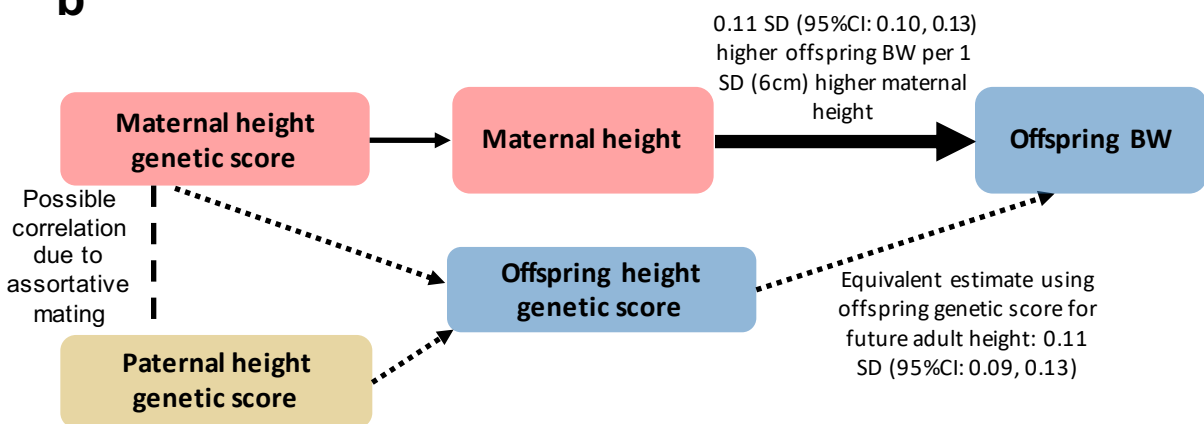 b
0.11 SD (95%CI: 0.10, 0.13)
higher offspring BW per 1
SD (6cm) higher maternal
height
Maternal height
genetic score
Maternal height
Offspring BW
Possible
correlation
due to
assortative
mating
Offspring height
genetic score
Equivalent estimate using
offspring genetic score for
future adult height: 0.11
SD (95%CI: 0.09, 0.13)
Paternal height
genetic score